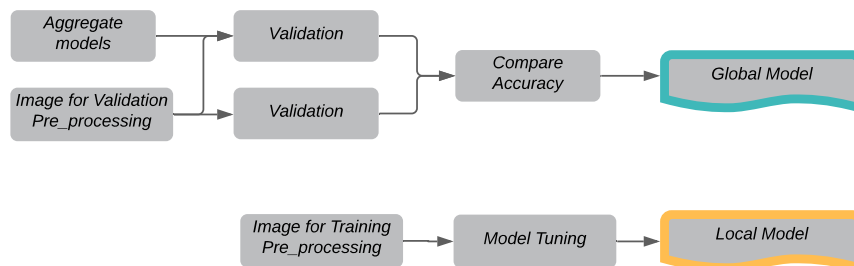 Aggregate
models
Validation
Image for Validation
Pre_processing
Validation
Compare
Accuracy
Global Model
Image for Training
Pre_processing
Model Tuning
Local Model